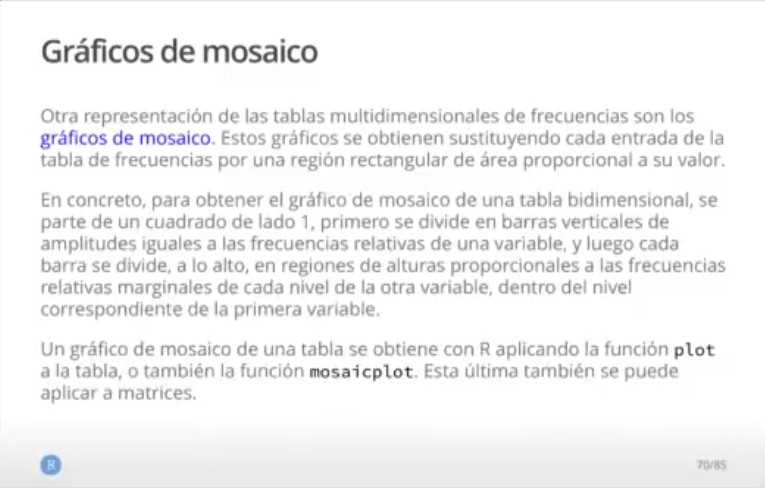 Gráficos de mosaico
Otra representación de las tablas multidimensionales de frecuencias son los
gráficos de mosaico. Estos gráficos se obtienen sustituyendo cada entrada de la
tabla de frecuencias por una región rectangular de área proporcional a su valor.
En concreto, para obtener el gráfico de mosaico de una tabla bidimensional, se
parte de un cuadrado de lado 1, primero se divide en barras verticales de
amplitudes iguales a las frecuencias relativas de una variable, y luego cada
barra se divide, a lo alto, en regiones de alturas proporcionales a las frecuencias
relativas marginales de cada nivel de la otra variable, dentro del nivel
correspondiente de la primera variable.
Un gráfico de mosaico de una tabla se obtiene con R aplicando la función plot
a la tabla, o también la función mosaicplot. Esta última también se puede
aplicar a matrices.
R
70/85